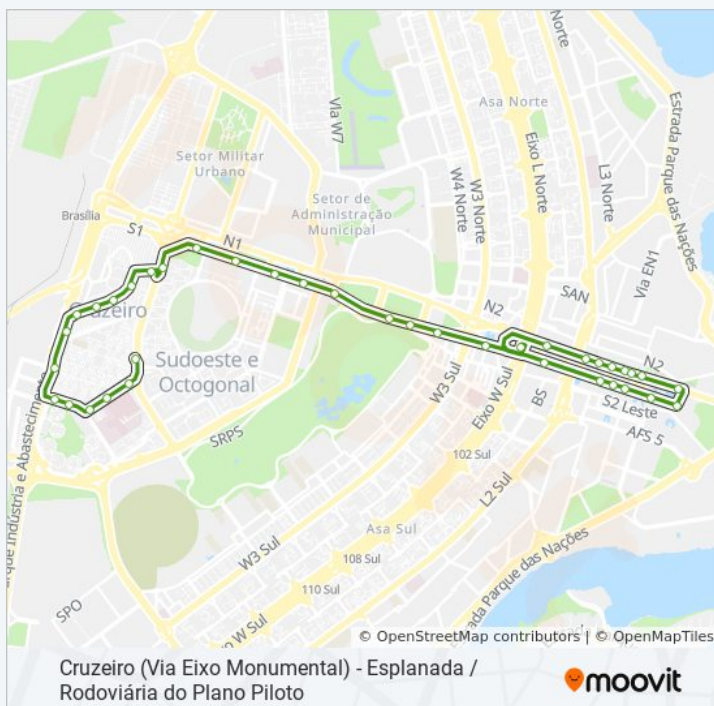 Norte
Asa Norte
Via W7
Estrada Parque das Nações
Setor Militar
Urbano
Eixo L Norte
W3 Norte
W4 Norte
L3 Norte
Setor de
Administração
Municipal
Brasília
S1
N1
Via EN1
SAN
N2
Cruzeiro
N2
Sudoeste e
Octogonal
W3 Sul
Eixo W Sul
BS
S2 Leste
AFS 5
SRPS
102 Sul
L2 Sul
arque Indústria e Abastecimento
Asa Sul
W3 Sul
108 Sul
110 Sul
Estrada Parque das Nações
SPO
o W Sul
© OpenStreetMap contributors | © OpenMapTiles
Cruzeiro (Via Eixo Monumental) - Esplanada /
Rodoviária do Plano Piloto
moovit